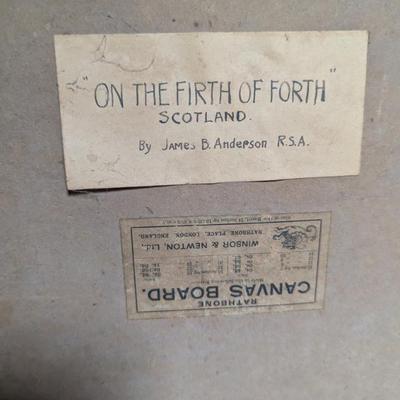 "ON THE FIRTH OF FORTH"
SCOTLAND.
By JAMES B. Anderson R.S.A.
RATHBONE
CANVAS BOARD.
WINSOR & NEWTON, Ltd.,
RATHBONE PLACE, LONDON, ENGLAND.